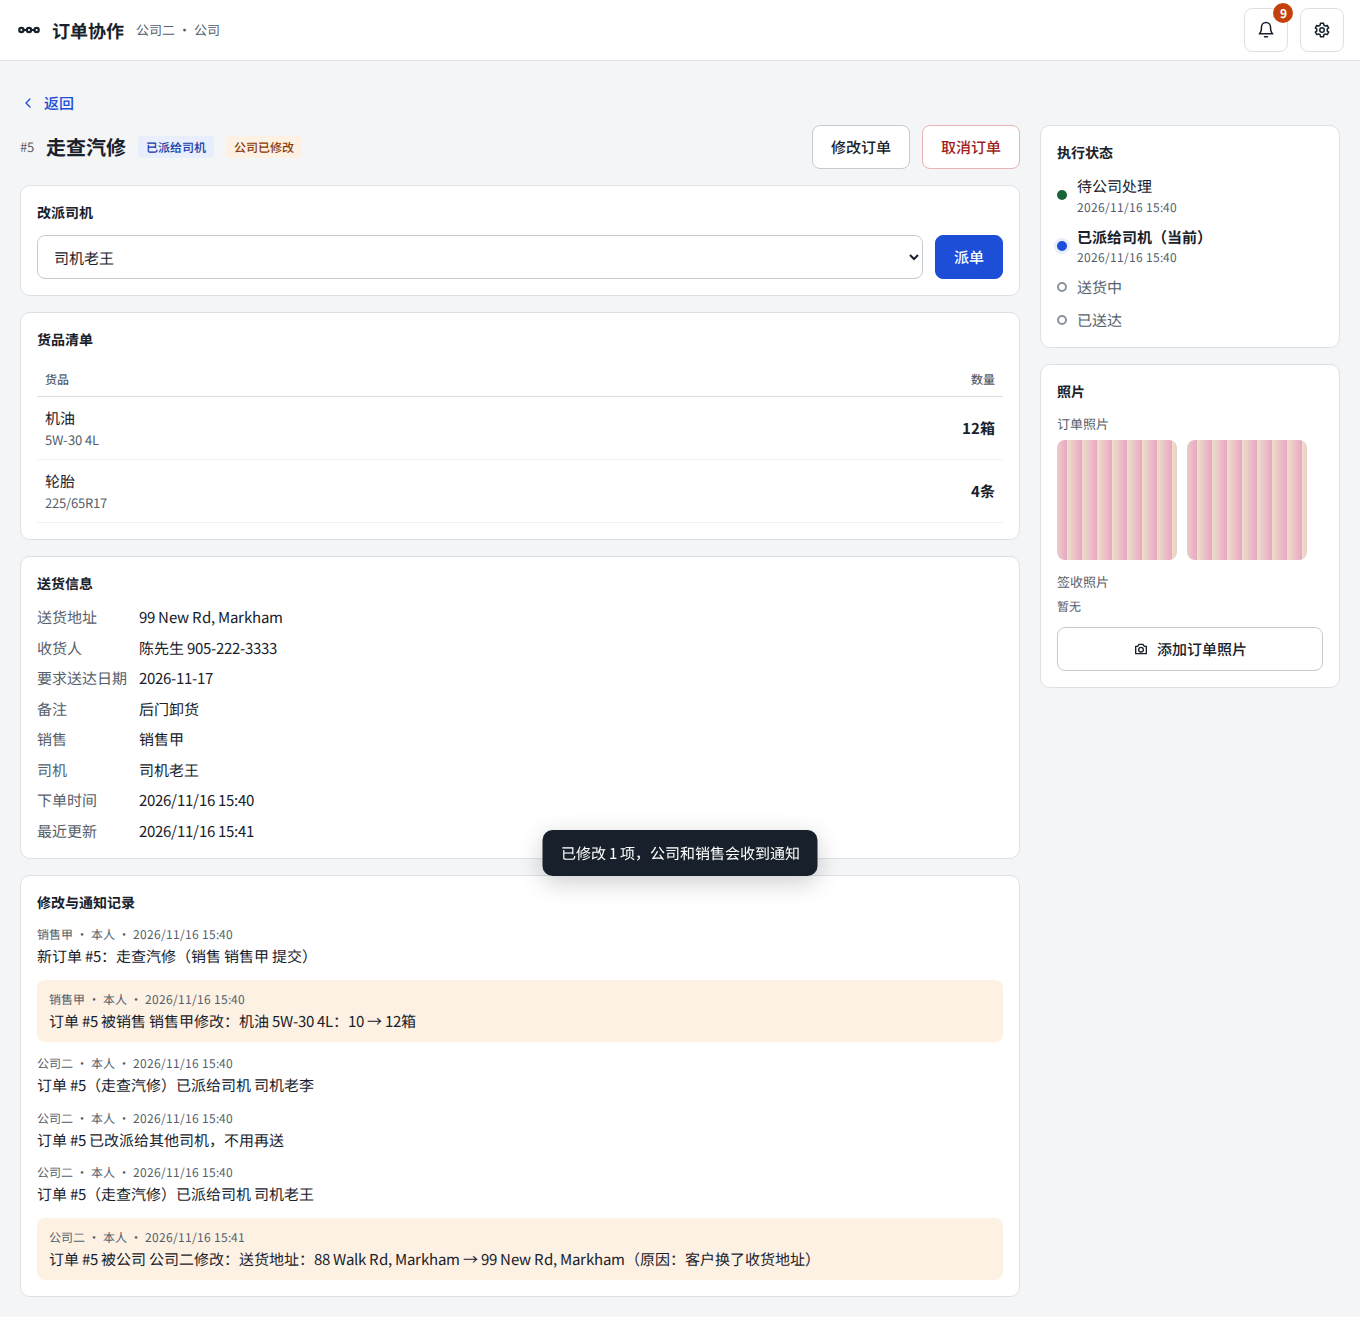 订单协作 公司二 · 公司
9
返回
#5 走查汽修 已派给司机 公司已修改
修改订单 取消订单
改派司机
司机老王
派单
货品清单
货品 数量
机油
5W-30 4L
12箱
轮胎
225/65R17
4条
送货信息
送货地址 99 New Rd, Markham
收货人 陈先生 905-222-3333
要求送达日期 2026-11-17
备注 后门卸货
销售 销售甲
司机 司机老王
下单时间 2026/11/16 15:40
最近更新 2026/11/16 15:41
已修改 1 项，公司和销售会收到通知
修改与通知记录
销售甲 · 本人 · 2026/11/16 15:40
新订单 #5：走查汽修（销售 销售甲 提交）
销售甲 · 本人 · 2026/11/16 15:40
订单 #5 被销售 销售甲修改：机油 5W-30 4L：10 → 12箱
公司二 · 本人 · 2026/11/16 15:40
订单 #5（走查汽修）已派给司机 司机老李
公司二 · 本人 · 2026/11/16 15:40
订单 #5 已改派给其他司机，不用再送
公司二 · 本人 · 2026/11/16 15:40
订单 #5（走查汽修）已派给司机 司机老王
公司二 · 本人 · 2026/11/16 15:41
订单 #5 被公司 公司二修改：送货地址：88 Walk Rd, Markham → 99 New Rd, Markham（原因：客户换了收货地址）
执行状态
待公司处理
2026/11/16 15:40
已派给司机（当前）
2026/11/16 15:40
送货中
已送达
照片
订单照片
签收照片
暂无
添加订单照片